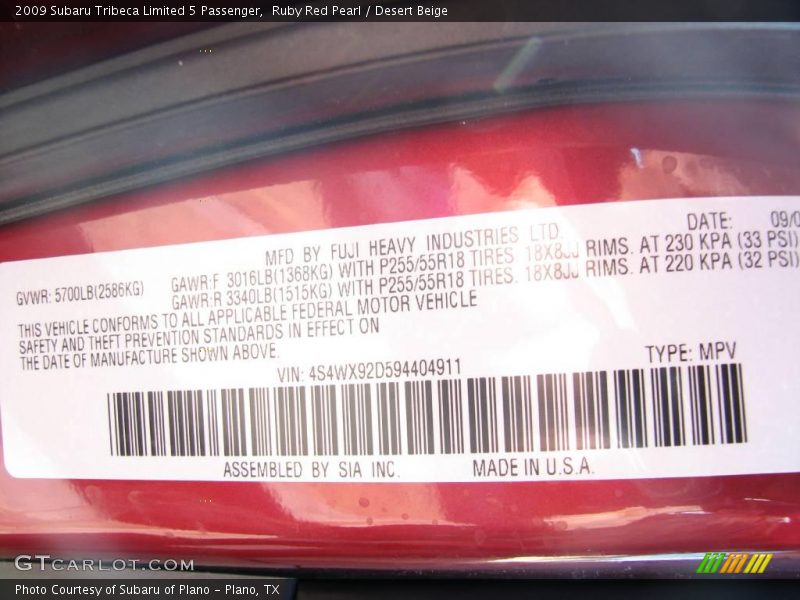 2009 Subaru Tribeca Limited 5 Passenger, Ruby Red Pearl / Desert Beige
MFD BY FUJI HEAVY INDUSTRIES LTD. DATE: 09/0
GVWR: 5700LB(2586KG) GAWR:F 3016LB(1368KG) WITH P255/55R18 TIRES. 18X8JJ RIMS. AT 230 KPA (33 PSI)
GAWR:R 3340LB(1515KG) WITH P255/55R18 TIRES. 18X8JJ RIMS. AT 220 KPA (32 PSI)
THIS VEHICLE CONFORMS TO ALL APPLICABLE FEDERAL MOTOR VEHICLE
SAFETY AND THEFT PREVENTION STANDARDS IN EFFECT ON
THE DATE OF MANUFACTURE SHOWN ABOVE.
VIN: 4S4WX92D594404911 TYPE: MPV
ASSEMBLED BY SIA INC. MADE IN U.S.A.
GTCARLOT.COM
Photo Courtesy of Subaru of Plano - Plano, TX